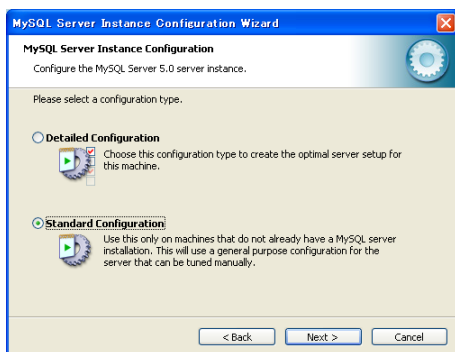 MySQL Server Instance Configuration Wizard
MySQL Server Instance Configuration
Configure the MySQL Server 5.0 server instance.
Please select a configuration type.
Detailed Configuration
Choose this configuration type to create the optimal server setup for
this machine.
Standard Configuration
Use this only on machines that do not already have a MySQL server
installation. This will use a general purpose configuration for the
server that can be tuned manually.
< Back
Next >
Cancel